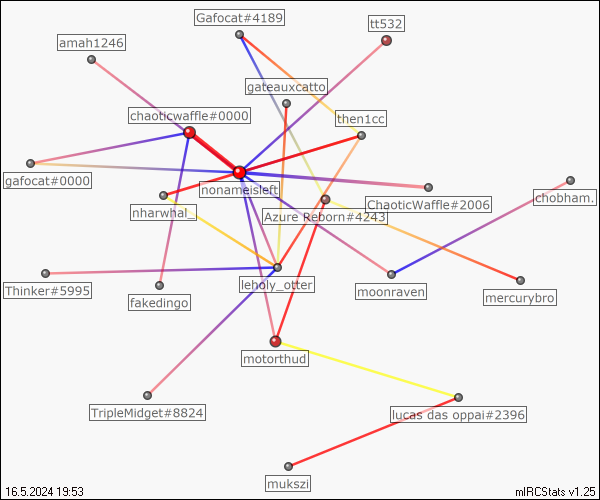 Gafocat#4189
tt532
amah1246
gateauxcatto
chaoticwaffle#0000
then1cc
gafocat#0000
nonameisleft
ChaoticWaffle#2006
chobham.
nharwhal_
Azure Reborn#4243
Thinker#5995
fakedingo
leholy_otter
moonraven
mercurybro
motorthud
TripleMidget#8824
lucas das oppai#2396
mukszi
16.5.2024 19:53
mIRCStats v1.25